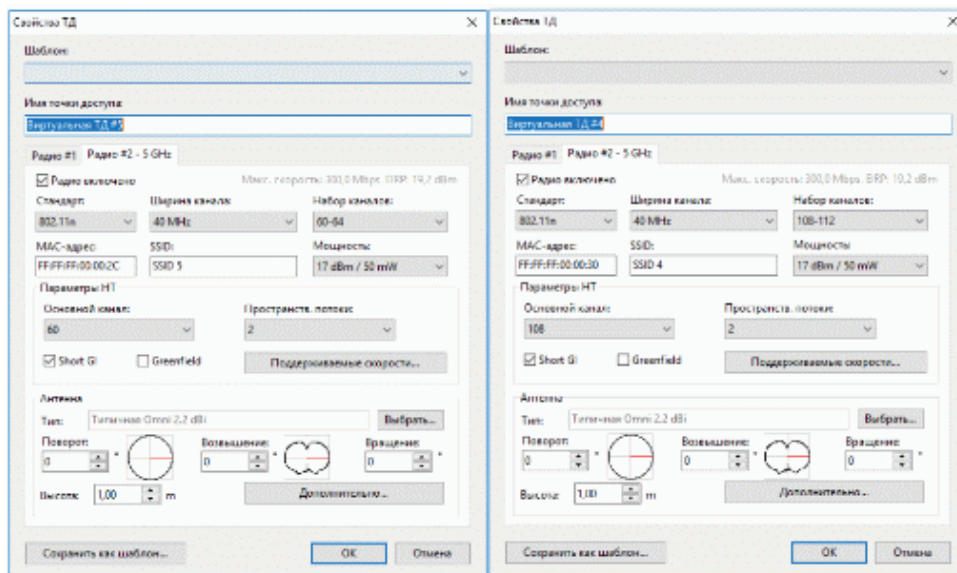 Свойства ТД
Шаблон:
Имя точки доступа:
Виртуальная ТД #5
Радио #1 Радио #2 - 5 GHz
Радио включено Макс. скорость: 300,0 Mbps. EIRP: 19,2 dBm
Стандарт: Ширина канала: Набор каналов:
802.11n 40 MHz 60-64
MAC-адрес: SSID: Мощность:
FF:FF:FF:00:00:2C SSID 5 17 dBm / 50 mW
Параметры HT
Основной канал: Пространств. потоки:
60 2
Short GI Greenfield Поддерживаемые скорости...
Антенна
Тип: Типичная Omni 2,2 dBi Выбрать...
Поворот: Возвышение: Вращение:
0 ° 0 ° 0 °
Высота: 1,00 m Дополнительно...
Сохранить как шаблон... OK Отмена
Свойства ТД
Шаблон:
Имя точки доступа:
Виртуальная ТД #4
Радио #1 Радио #2 - 5 GHz
Радио включено Макс. скорость: 300,0 Mbps. EIRP: 19,2 dBm
Стандарт: Ширина канала: Набор каналов:
802.11n 40 MHz 108-112
MAC-адрес: SSID: Мощность
FF:FF:FF:00:00:30 SSID 4 17 dBm / 50 mW
Параметры HT
Основной канал: Пространств. потоки:
108 2
Short GI Greenfield Поддерживаемые скорости...
Антенна
Тип: Типичная Omni 2,2 dBi Выбрать...
Поворот: Возвышение: Вращение:
0 ° 0 ° 0 °
Высота: 1,00 m Дополнительно...
Сохранить как шаблон... OK Отмена